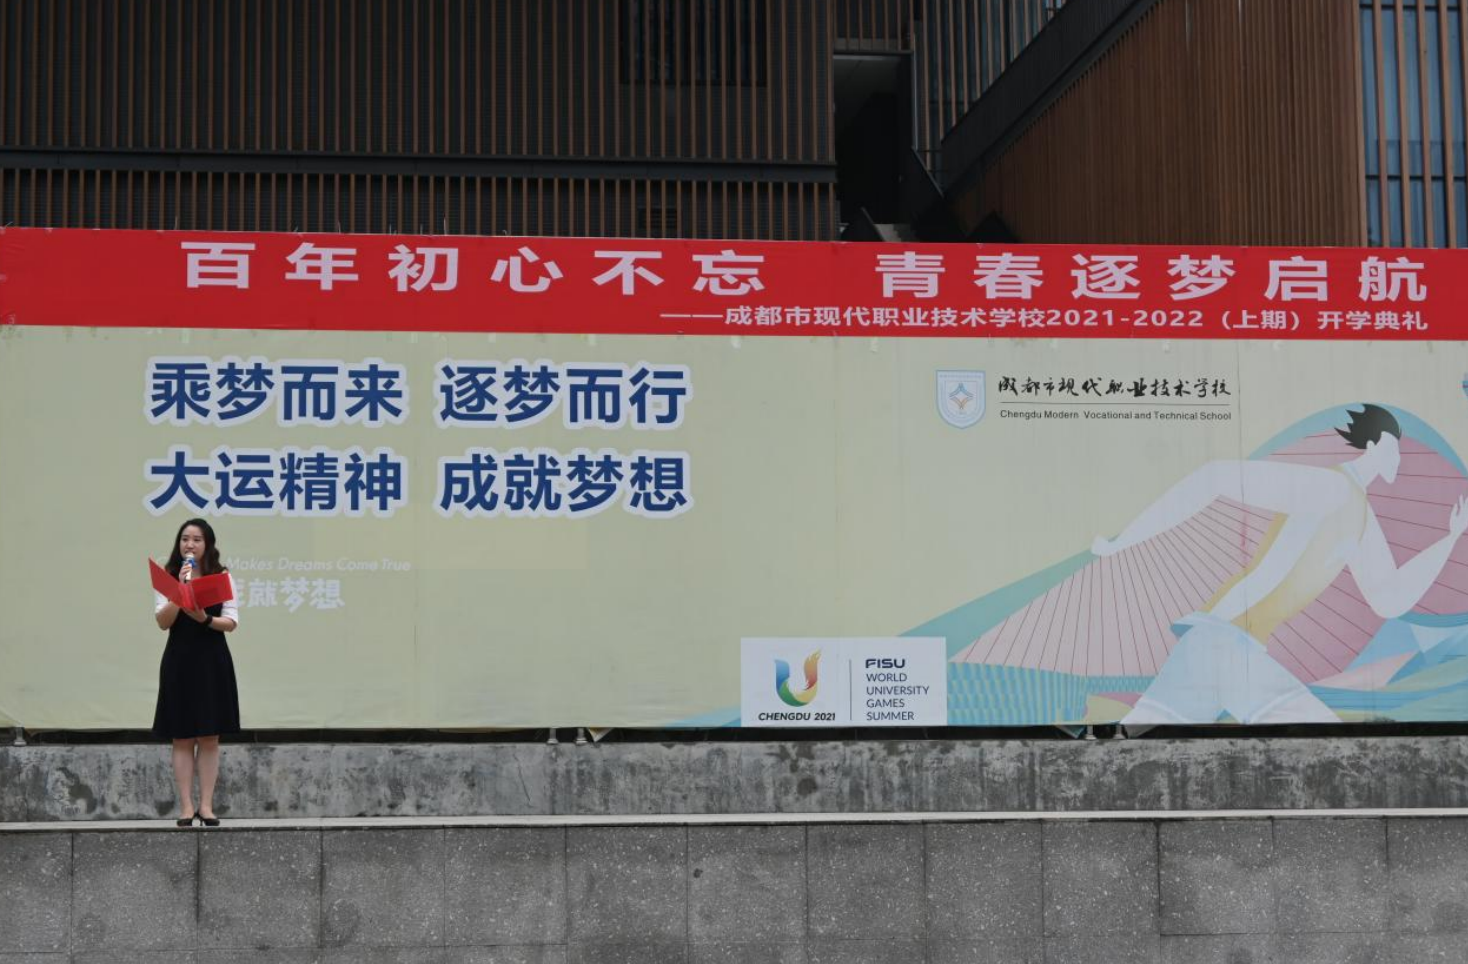 百年初心不忘 青春逐梦启航
——成都市现代职业技术学校2021-2022（上期）开学典礼
乘梦而来 逐梦而行
大运精神 成就梦想
成都市现代职业技术学校
Chengdu Modern Vocational and Technical School
Makes Dreams Come True
就梦想
CHENGDU 2021
FISU
WORLD
UNIVERSITY
GAMES
SUMMER